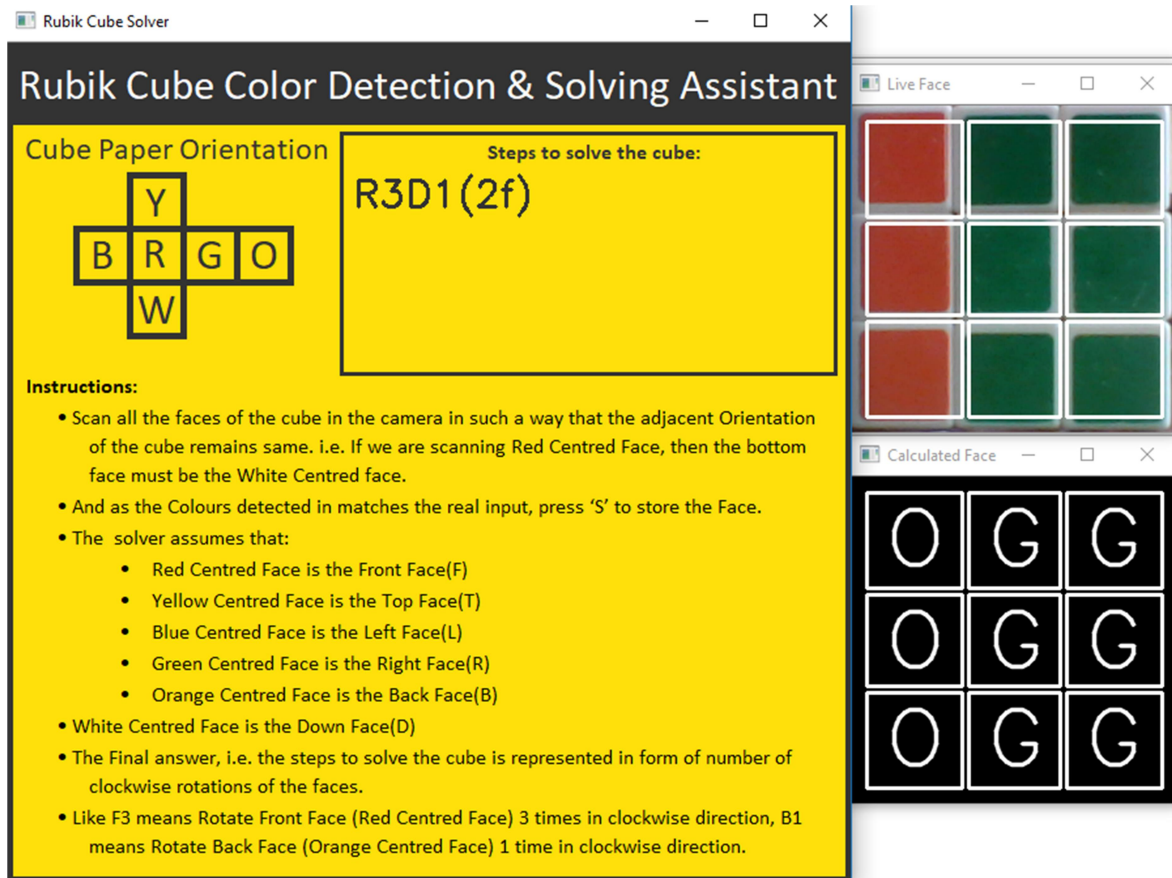 Rubik Cube Solver
Rubik Cube Color Detection & Solving Assistant
Cube Paper Orientation
Y
B R G O
W
Steps to solve the cube:
R3D1(2f)
Instructions:
• Scan all the faces of the cube in the camera in such a way that the adjacent Orientation
of the cube remains same. i.e. If we are scanning Red Centred Face, then the bottom
face must be the White Centred face.
• And as the Colours detected in matches the real input, press ‘S’ to store the Face.
• The solver assumes that:
• Red Centred Face is the Front Face(F)
• Yellow Centred Face is the Top Face(T)
• Blue Centred Face is the Left Face(L)
• Green Centred Face is the Right Face(R)
• Orange Centred Face is the Back Face(B)
• White Centred Face is the Down Face(D)
• The Final answer, i.e. the steps to solve the cube is represented in form of number of
clockwise rotations of the faces.
• Like F3 means Rotate Front Face (Red Centred Face) 3 times in clockwise direction, B1
means Rotate Back Face (Orange Centred Face) 1 time in clockwise direction.
Live Face
Calculated Face
O G G
O G G
O G G